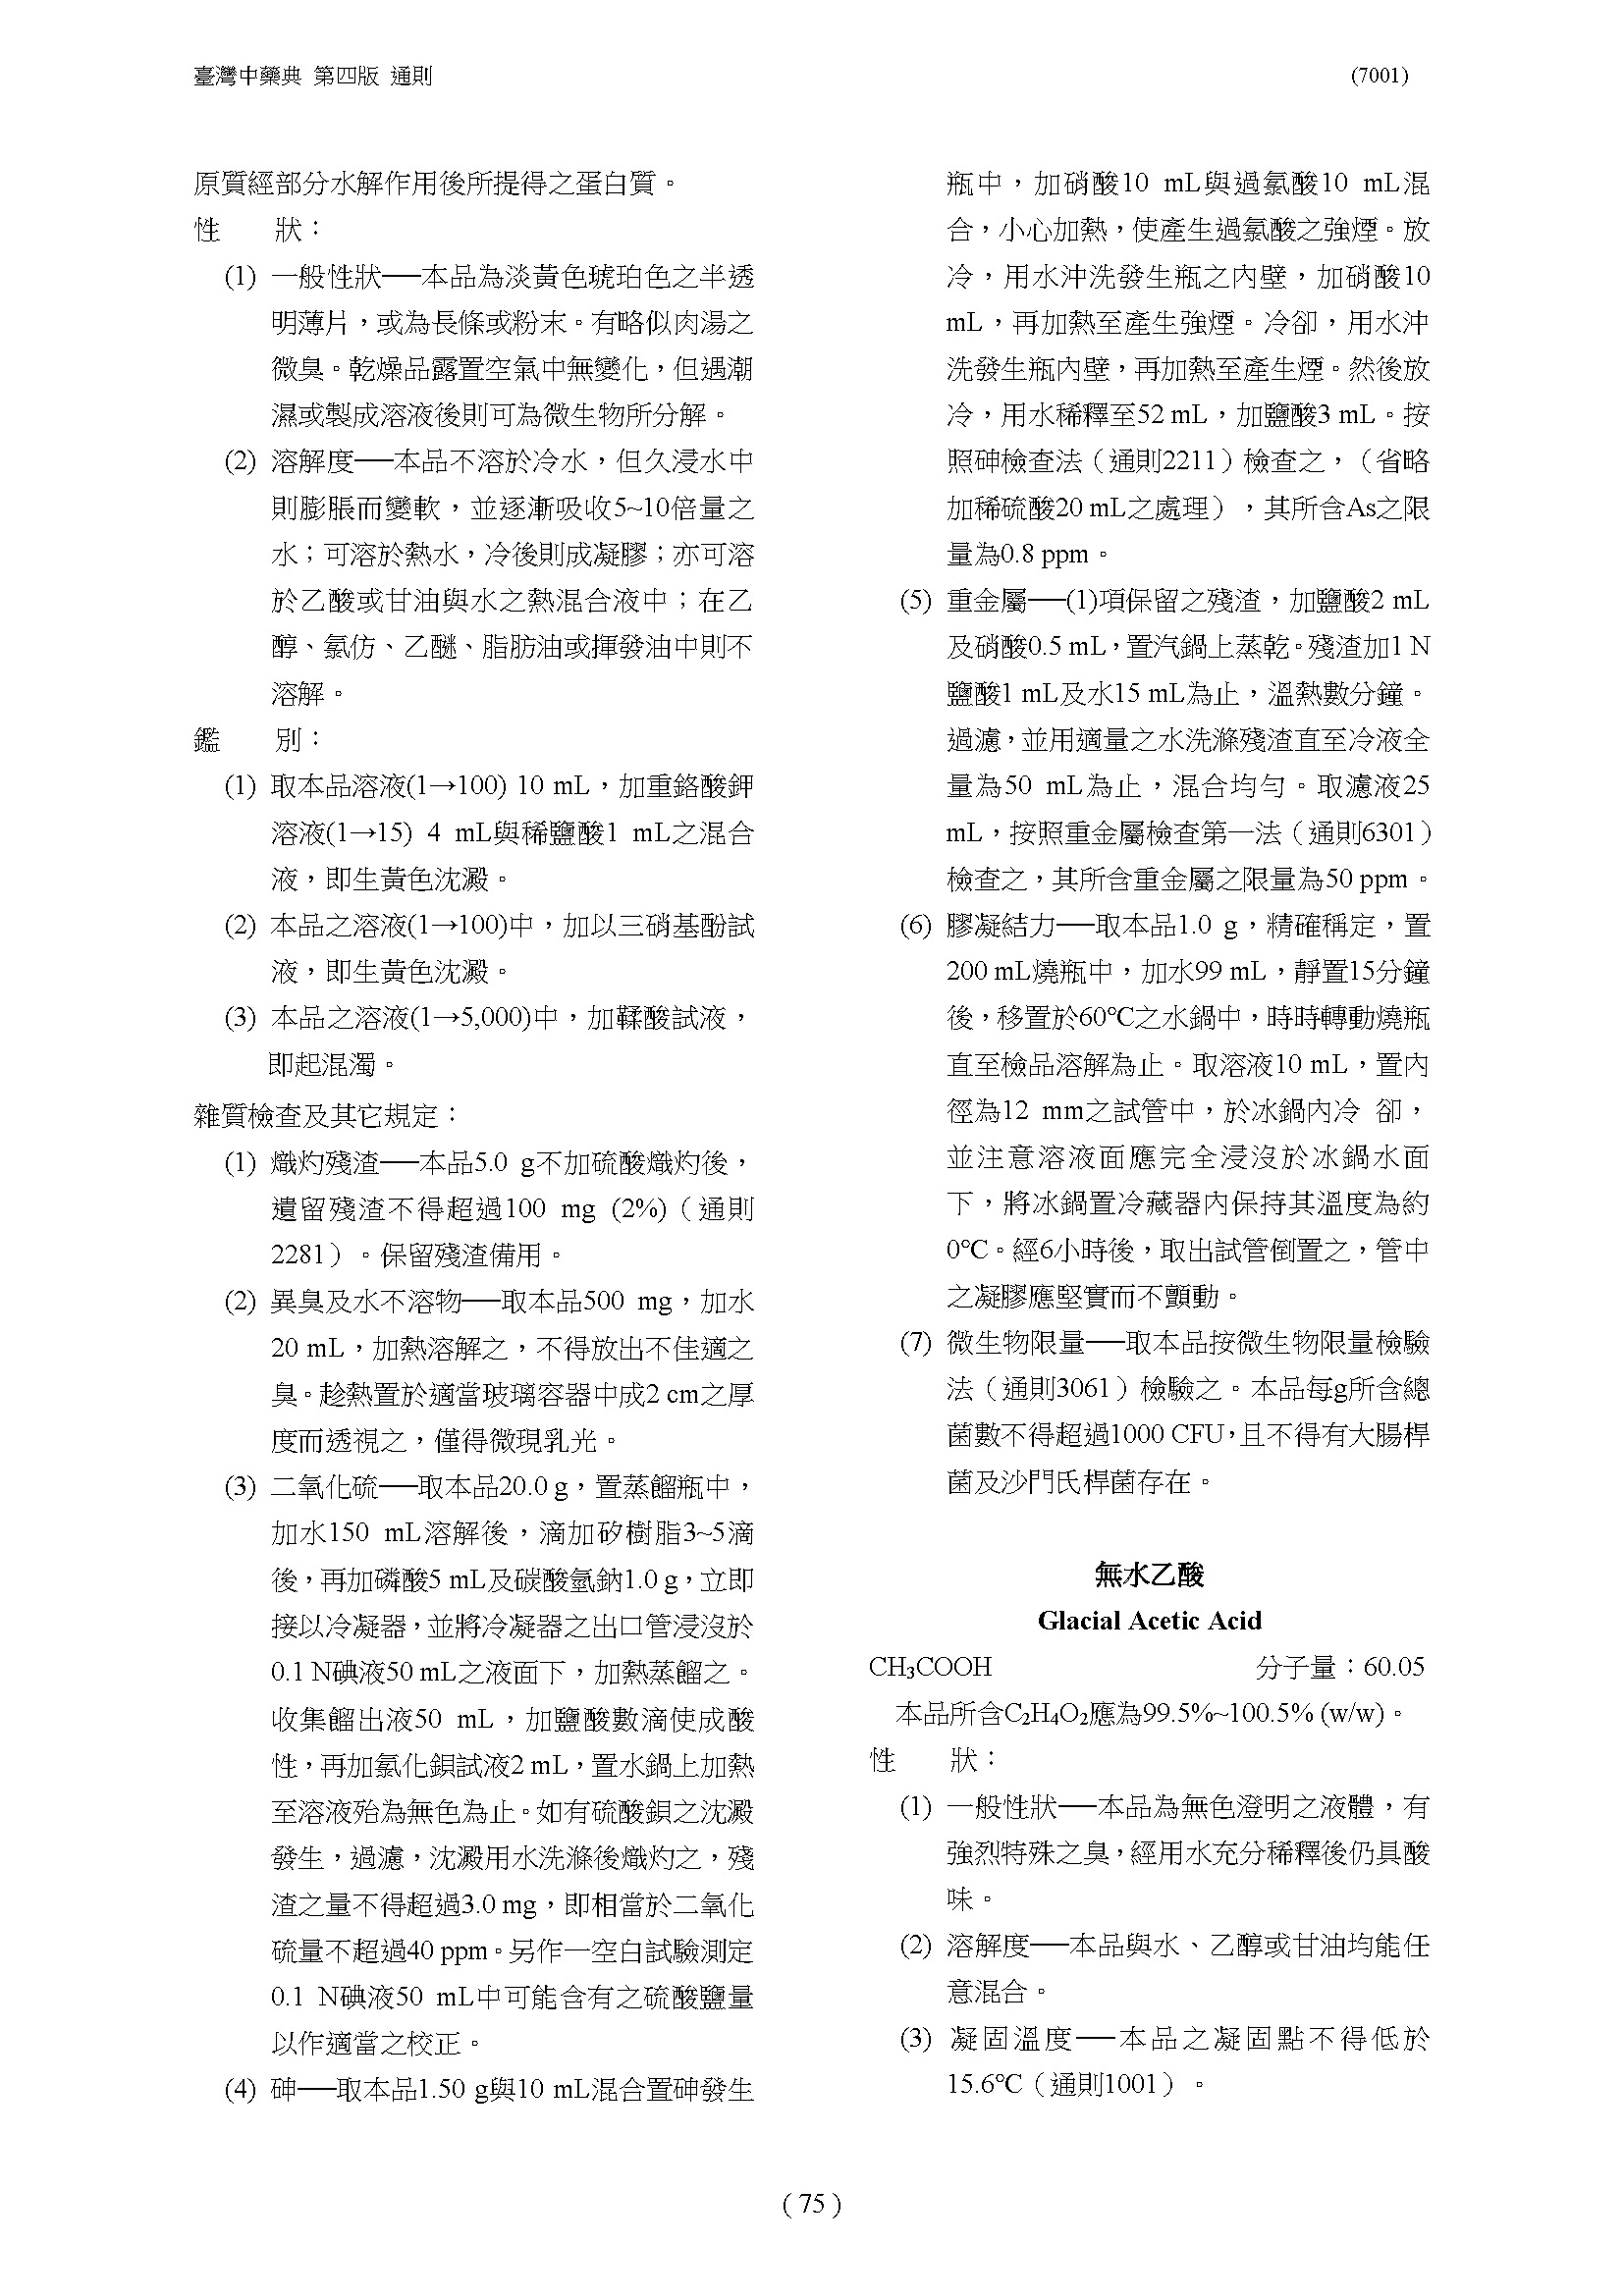 臺灣中藥典 第四版 通則 (7001)
原質經部分水解作用後所提得之蛋白質。
性　　狀：
(1) 一般性狀──本品為淡黃色琥珀色之半透
明薄片，或為長條或粉末。有略似肉湯之
微臭。乾燥品露置空氣中無變化，但遇潮
濕或製成溶液後則可為微生物所分解。
(2) 溶解度──本品不溶於冷水，但久浸水中
則膨脹而變軟，並逐漸吸收5~10倍量之
水；可溶於熱水，冷後則成凝膠；亦可溶
於乙酸或甘油與水之熱混合液中；在乙
醇、氯仿、乙醚、脂肪油或揮發油中則不
溶解。
鑑　　別：
(1) 取本品溶液(1→100) 10 mL，加重鉻酸鉀
溶液(1→15) 4 mL與稀鹽酸1 mL之混合
液，即生黃色沈澱。
(2) 本品之溶液(1→100)中，加以三硝基酚試
液，即生黃色沈澱。
(3) 本品之溶液(1→5,000)中，加鞣酸試液，
即起混濁。
雜質檢查及其它規定：
(1) 熾灼殘渣──本品5.0 g不加硫酸熾灼後，
遺留殘渣不得超過100 mg (2%)（通則
2281）。保留殘渣備用。
(2) 異臭及水不溶物──取本品500 mg，加水
20 mL，加熱溶解之，不得放出不佳適之
臭。趁熱置於適當玻璃容器中成2 cm之厚
度而透視之，僅得微現乳光。
(3) 二氧化硫──取本品20.0 g，置蒸餾瓶中，
加水150 mL溶解後，滴加矽樹脂3~5滴
後，再加磷酸5 mL及碳酸氫鈉1.0 g，立即
接以冷凝器，並將冷凝器之出口管浸沒於
0.1 N碘液50 mL之液面下，加熱蒸餾之。
收集餾出液50 mL，加鹽酸數滴使成酸
性，再加氯化鋇試液2 mL，置水鍋上加熱
至溶液殆為無色為止。如有硫酸鋇之沈澱
發生，過濾，沈澱用水洗滌後熾灼之，殘
渣之量不得超過3.0 mg，即相當於二氧化
硫量不超過40 ppm。另作一空白試驗測定
0.1 N碘液50 mL中可能含有之硫酸鹽量
以作適當之校正。
(4) 砷──取本品1.50 g與10 mL混合置砷發生
瓶中，加硝酸10 mL與過氯酸10 mL混
合，小心加熱，使產生過氯酸之強煙。放
冷，用水沖洗發生瓶之內壁，加硝酸10
mL，再加熱至產生強煙。冷卻，用水沖
洗發生瓶內壁，再加熱至產生煙。然後放
冷，用水稀釋至52 mL，加鹽酸3 mL。按
照砷檢查法（通則2211）檢查之，（省略
加稀硫酸20 mL之處理），其所含As之限
量為0.8 ppm。
(5) 重金屬──(1)項保留之殘渣，加鹽酸2 mL
及硝酸0.5 mL，置汽鍋上蒸乾。殘渣加1 N
鹽酸1 mL及水15 mL為止，溫熱數分鐘。
過濾，並用適量之水洗滌殘渣直至冷液全
量為50 mL為止，混合均勻。取濾液25
mL，按照重金屬檢查第一法（通則6301）
檢查之，其所含重金屬之限量為50 ppm。
(6) 膠凝結力──取本品1.0 g，精確稱定，置
200 mL燒瓶中，加水99 mL，靜置15分鐘
後，移置於60℃之水鍋中，時時轉動燒瓶
直至檢品溶解為止。取溶液10 mL，置內
徑為12 mm之試管中，於冰鍋內冷 卻，
並注意溶液面應完全浸沒於冰鍋水面
下，將冰鍋置冷藏器內保持其溫度為約
0℃。經6小時後，取出試管倒置之，管中
之凝膠應堅實而不顫動。
(7) 微生物限量──取本品按微生物限量檢驗
法（通則3061）檢驗之。本品每g所含總
菌數不得超過1000 CFU，且不得有大腸桿
菌及沙門氏桿菌存在。
無水乙酸
Glacial Acetic Acid
CH₃COOH 分子量：60.05
本品所含C₂H₄O₂應為99.5%~100.5% (w/w)。
性　　狀：
(1) 一般性狀──本品為無色澄明之液體，有
強烈特殊之臭，經用水充分稀釋後仍具酸
味。
(2) 溶解度──本品與水、乙醇或甘油均能任
意混合。
(3) 凝固溫度──本品之凝固點不得低於
15.6℃（通則1001）。
( 75 )